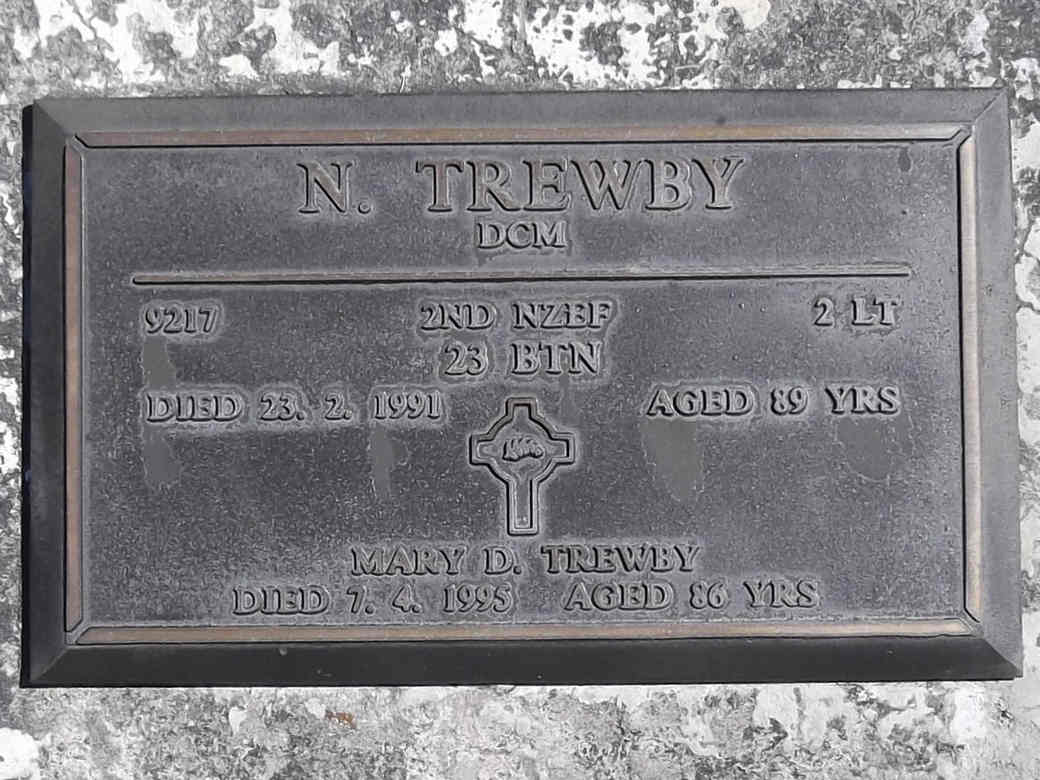 N. TREWBY
DCM
9217 2ND NZEF 2 LT
23 BTN
DIED 23. 2. 1991 AGED 89 YRS
MARY D. TREWBY
DIED 7. 4. 1995 AGED 86 YRS